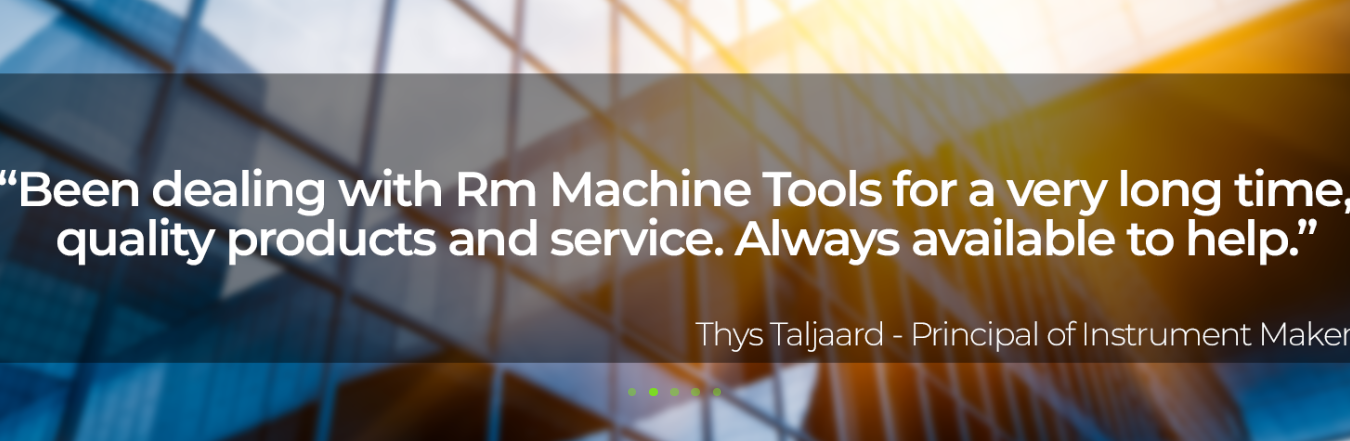 “Been dealing with Rm Machine Tools for a very long time,
quality products and service. Always available to help.”
Thys Taljaard - Principal of Instrument Maker